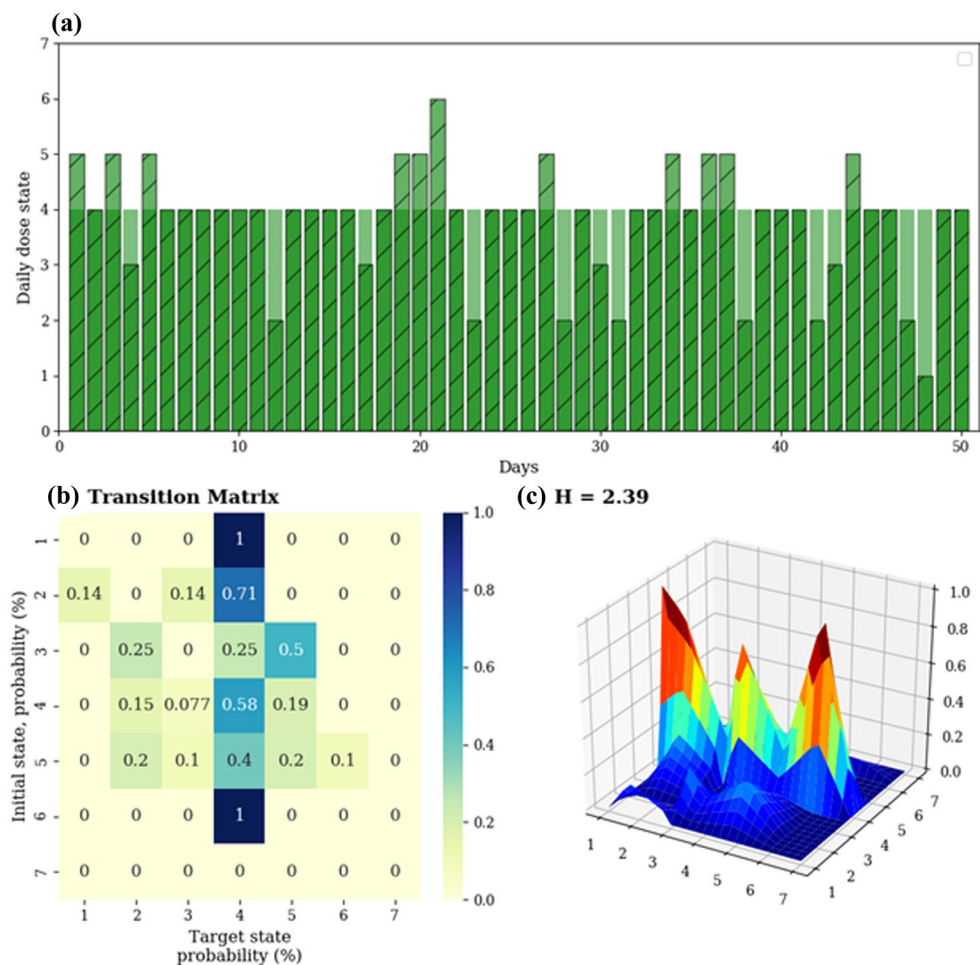 (a)
7
6
5
4
3
2
1
0
Daily dose state
0 10 20 30 40 50
Days
(b) Transition Matrix
1 0 0 0 1 0 0 0
2 0.14 0 0.14 0.71 0 0 0
3 0 0.25 0 0.25 0.5 0 0
4 0 0.15 0.077 0.58 0.19 0 0
5 0 0.2 0.1 0.4 0.2 0.1 0
6 0 0 0 1 0 0 0
7 0 0 0 0 0 0 0
1 2 3 4 5 6 7
Initial state, probability (%)
Target state
probability (%)
1.0
0.8
0.6
0.4
0.2
0.0
(c) H = 2.39
1.0
0.8
0.6
0.4
0.2
0.0
1 2 3 4 5 6 7
1 2 3 4 5 6 7